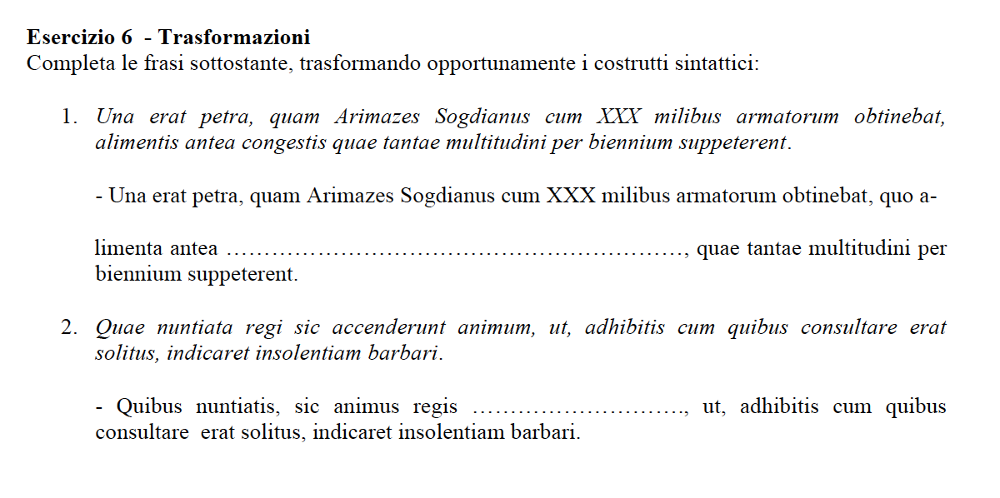 Esercizio 6 - Trasformazioni
Completa le frasi sottostante, trasformando opportunamente i costrutti sintattici:
1. Una erat petra, quam Arimazes Sogdianus cum XXX milibus armatorum obtinebat,
alimentis antea congestis quae tantae multitudini per biennium suppeterent.
- Una erat petra, quam Arimazes Sogdianus cum XXX milibus armatorum obtinebat, quo a-
limenta antea ……………………………………………………, quae tantae multitudini per
biennium suppeterent.
2. Quae nuntiata regi sic accenderunt animum, ut, adhibitis cum quibus consultare erat
solitus, indicaret insolentiam barbari.
- Quibus nuntiatis, sic animus regis ………………………, ut, adhibitis cum quibus
consultare erat solitus, indicaret insolentiam barbari.